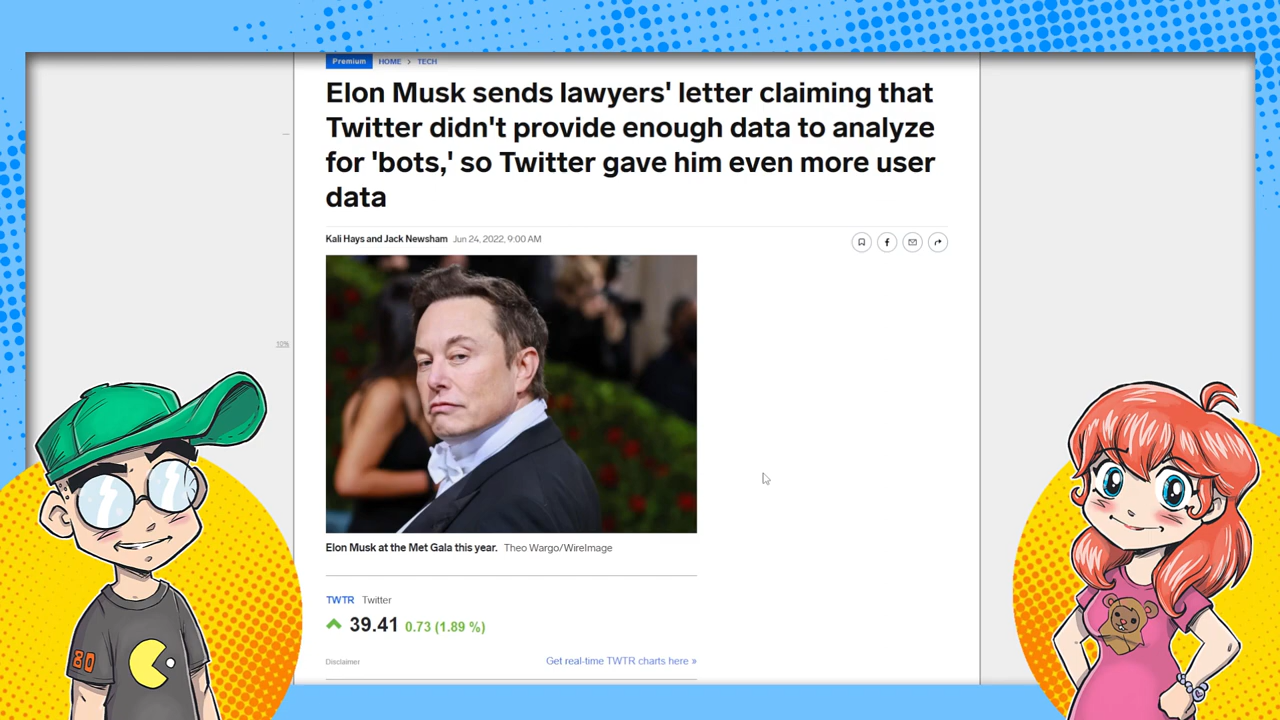 Premium HOME > TECH
Elon Musk sends lawyers' letter claiming that
Twitter didn't provide enough data to analyze
for 'bots,' so Twitter gave him even more user
data
Kali Hays and Jack Newsham Jun 24, 2022, 9:00 AM
Elon Musk at the Met Gala this year. Theo Wargo/WireImage
TWTR Twitter
39.41 0.73 (1.89 %)
Disclaimer Get real-time TWTR charts here »
80